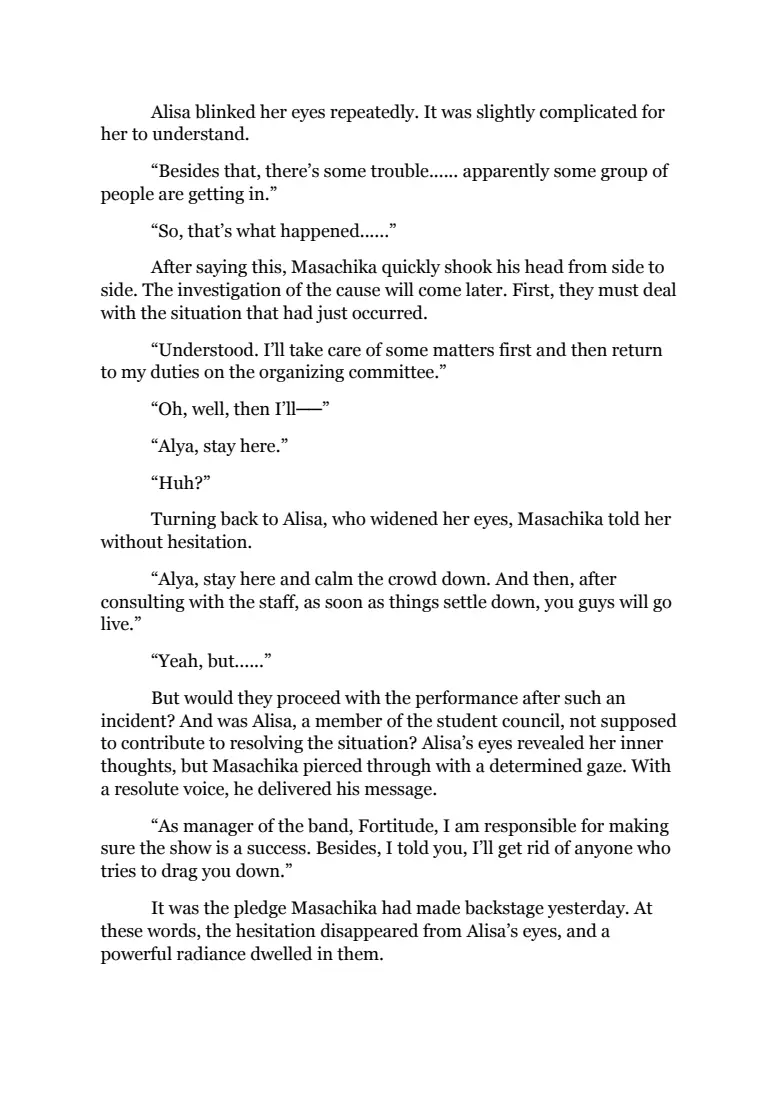 Alisa blinked her eyes repeatedly. It was slightly complicated for
her to understand.
“Besides that, there’s some trouble...... apparently some group of
people are getting in.”
“So, that’s what happened......”
After saying this, Masachika quickly shook his head from side to
side. The investigation of the cause will come later. First, they must deal
with the situation that had just occurred.
“Understood. I’ll take care of some matters first and then return
to my duties on the organizing committee.”
“Oh, well, then I’ll──”
“Alya, stay here.”
“Huh?”
Turning back to Alisa, who widened her eyes, Masachika told her
without hesitation.
“Alya, stay here and calm the crowd down. And then, after
consulting with the staff, as soon as things settle down, you guys will go
live.”
“Yeah, but......”
But would they proceed with the performance after such an
incident? And was Alisa, a member of the student council, not supposed
to contribute to resolving the situation? Alisa’s eyes revealed her inner
thoughts, but Masachika pierced through with a determined gaze. With
a resolute voice, he delivered his message.
“As manager of the band, Fortitude, I am responsible for making
sure the show is a success. Besides, I told you, I’ll get rid of anyone who
tries to drag you down.”
It was the pledge Masachika had made backstage yesterday. At
these words, the hesitation disappeared from Alisa’s eyes, and a
powerful radiance dwelled in them.